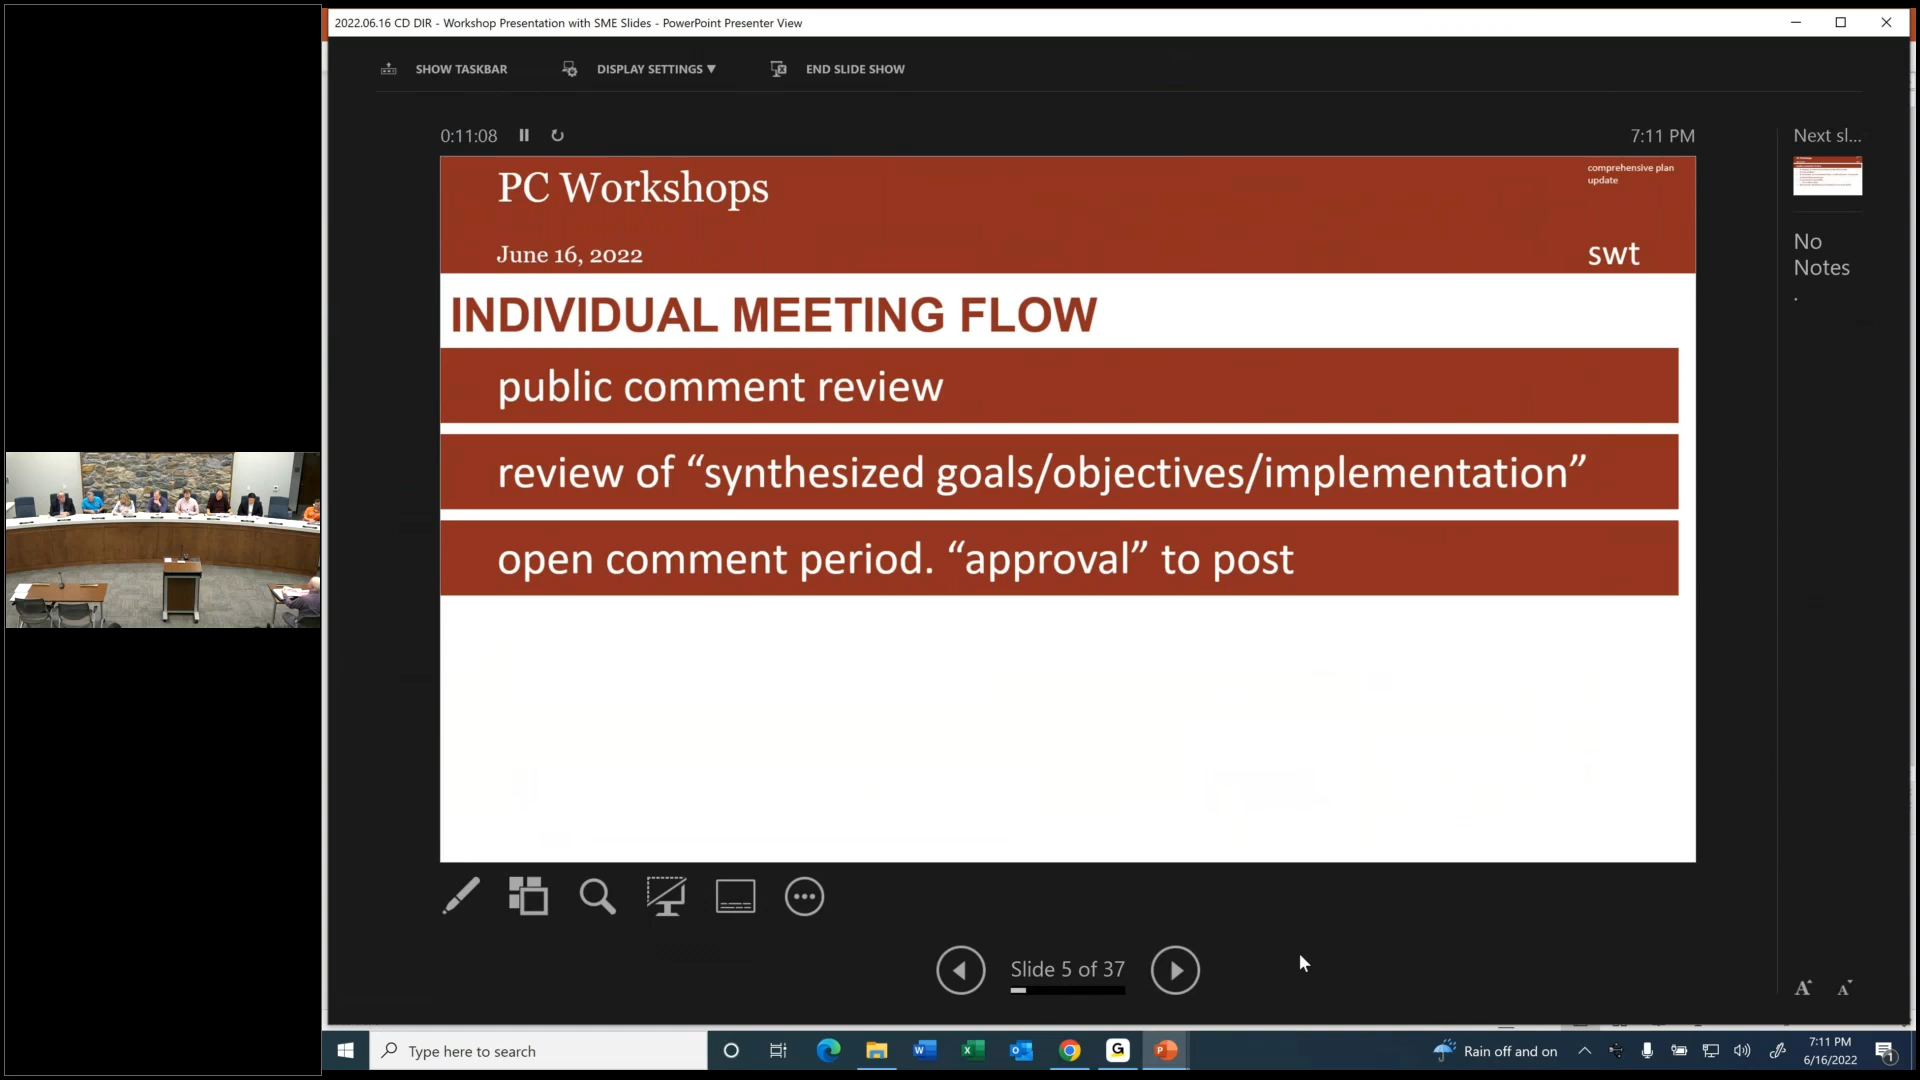 2022.06.16 CD DIR - Workshop Presentation with SME Slides - PowerPoint Presenter View
SHOW TASKBAR
DISPLAY SETTINGS ▼
END SLIDE SHOW
0:11:08
7:11 PM
Next sl...
PC Workshops
comprehensive plan
update
June 16, 2022
swt
No
Notes
.
INDIVIDUAL MEETING FLOW
public comment review
review of “synthesized goals/objectives/implementation”
open comment period. “approval” to post
Slide 5 of 37
Type here to search
Rain off and on
7:11 PM
6/16/2022